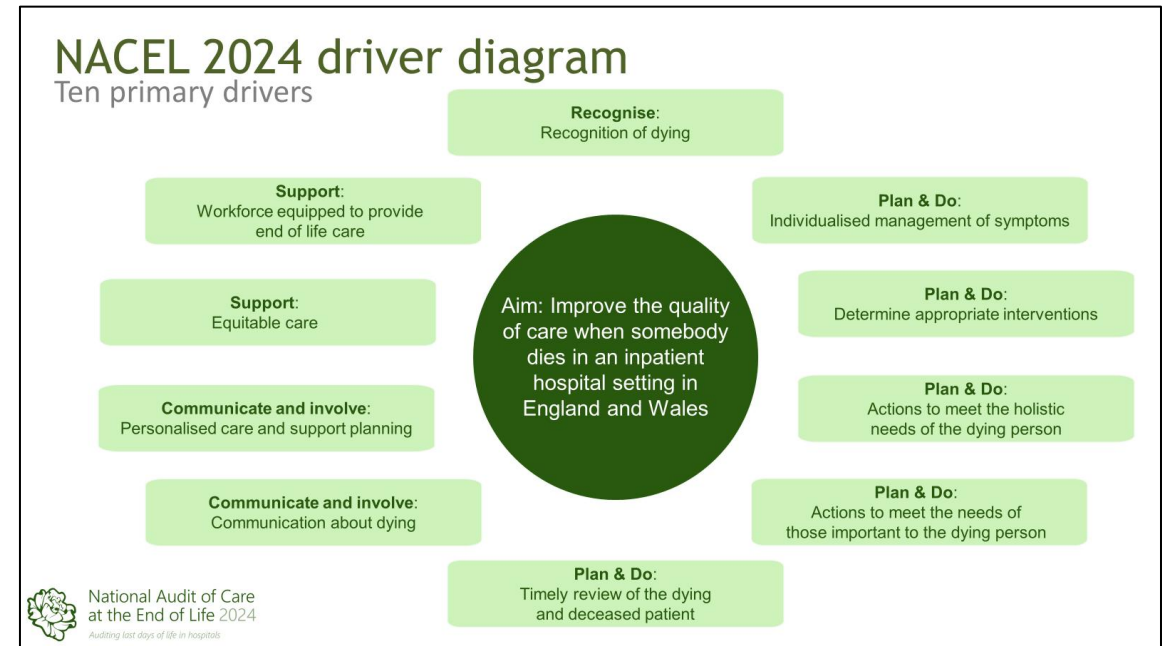 NACEL 2024 driver diagram
Ten primary drivers
Recognise:
Recognition of dying
Support:
Workforce equipped to provide
end of life care
Plan & Do:
Individualised management of symptoms
Support:
Equitable care
Plan & Do:
Determine appropriate interventions
Aim: Improve the quality
of care when somebody
dies in an inpatient
hospital setting in
England and Wales
Communicate and involve:
Personalised care and support planning
Plan & Do:
Actions to meet the holistic
needs of the dying person
Communicate and involve:
Communication about dying
Plan & Do:
Actions to meet the needs of
those important to the dying person
Plan & Do:
Timely review of the dying
and deceased patient
National Audit of Care
at the End of Life 2024
Auditing last days of life in hospitals